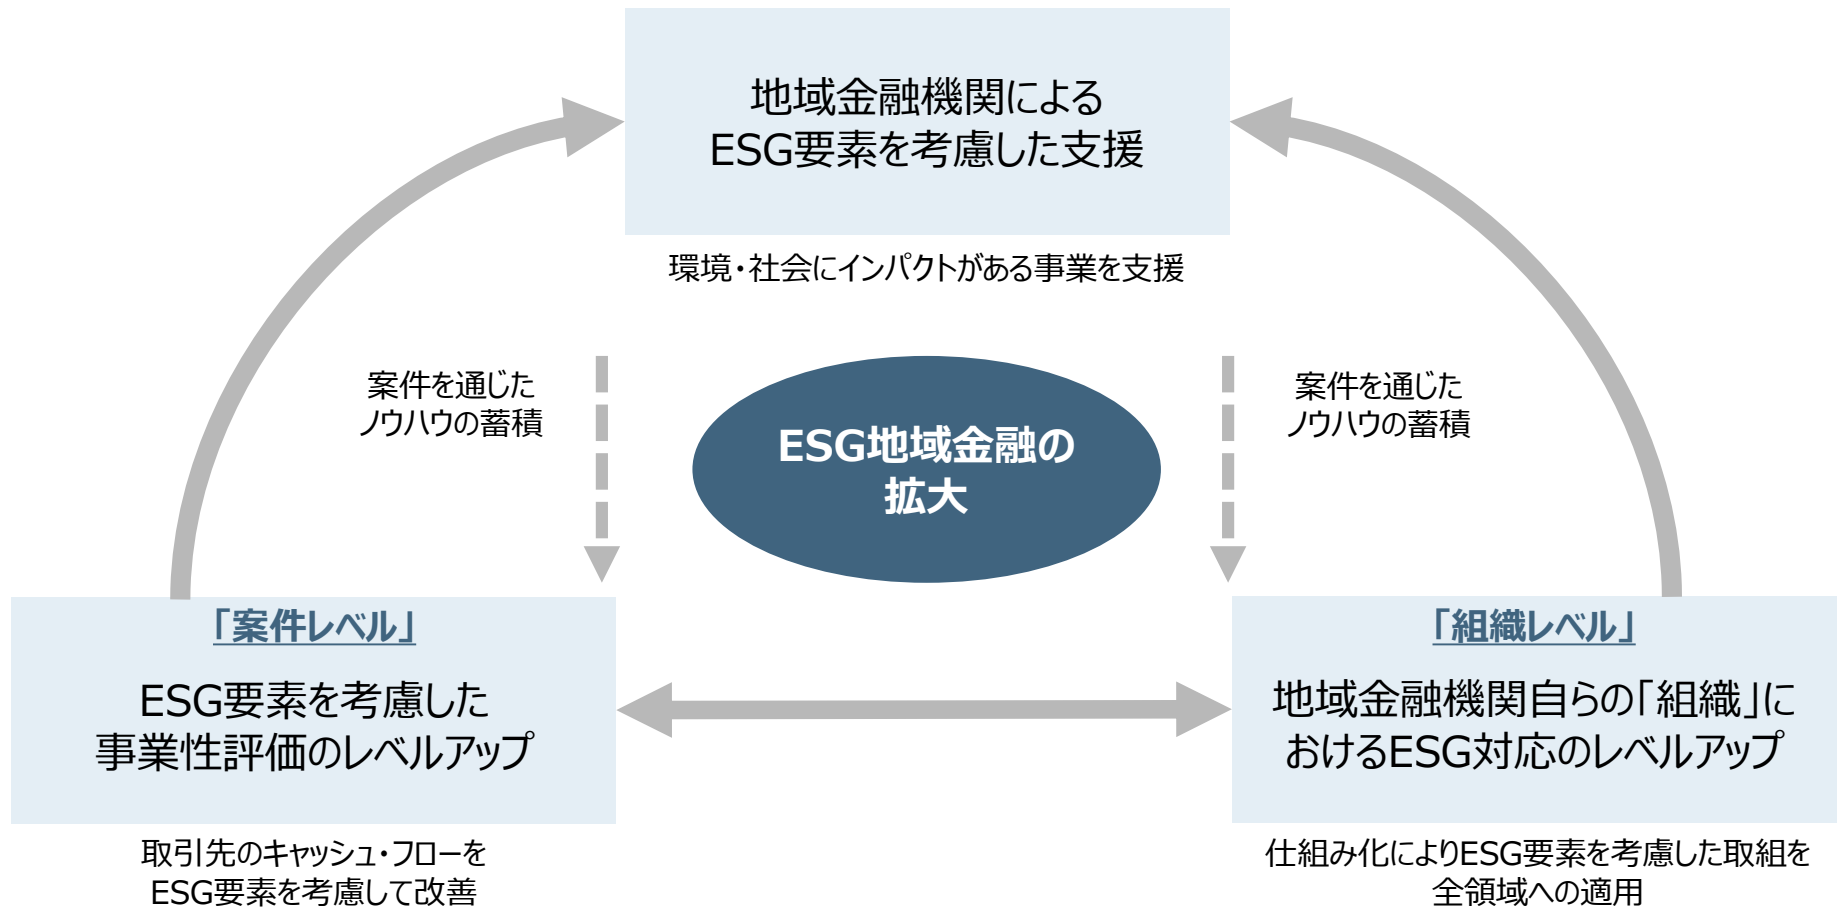 地域金融機関による
ESG要素を考慮した支援
環境・社会にインパクトがある事業を支援
案件を通じた
ノウハウの蓄積
ESG地域金融の
拡大
案件を通じた
ノウハウの蓄積
「案件レベル」
ESG要素を考慮した
事業性評価のレベルアップ
取引先のキャッシュ・フローを
ESG要素を考慮して改善
「組織レベル」
地域金融機関自らの「組織」に
おけるESG対応のレベルアップ
仕組み化によりESG要素を考慮した取組を
全領域への適用